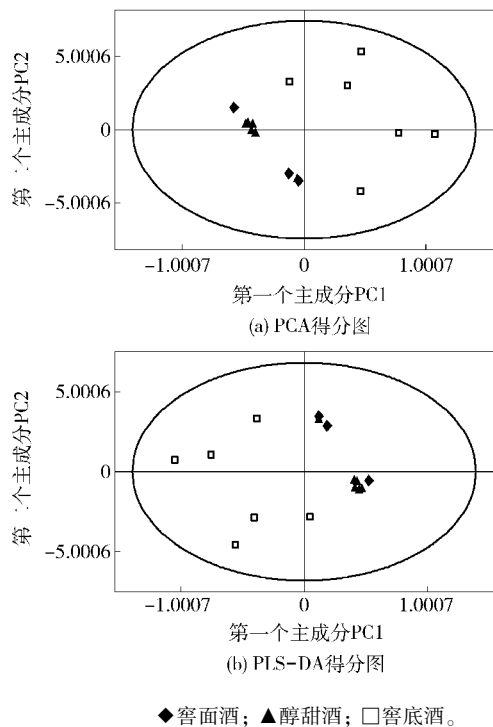 第二个主成分PC2
5.0006
0
-5.0006
-1.0007 0 1.0007
第一个主成分PC1
(a) PCA得分图
第二个主成分PC2
5.0006
0
-5.0006
-1.0007 0 1.0007
第一个主成分PC1
(b) PLS-DA得分图
◆窖面酒；▲醇甜酒；□窖底酒。